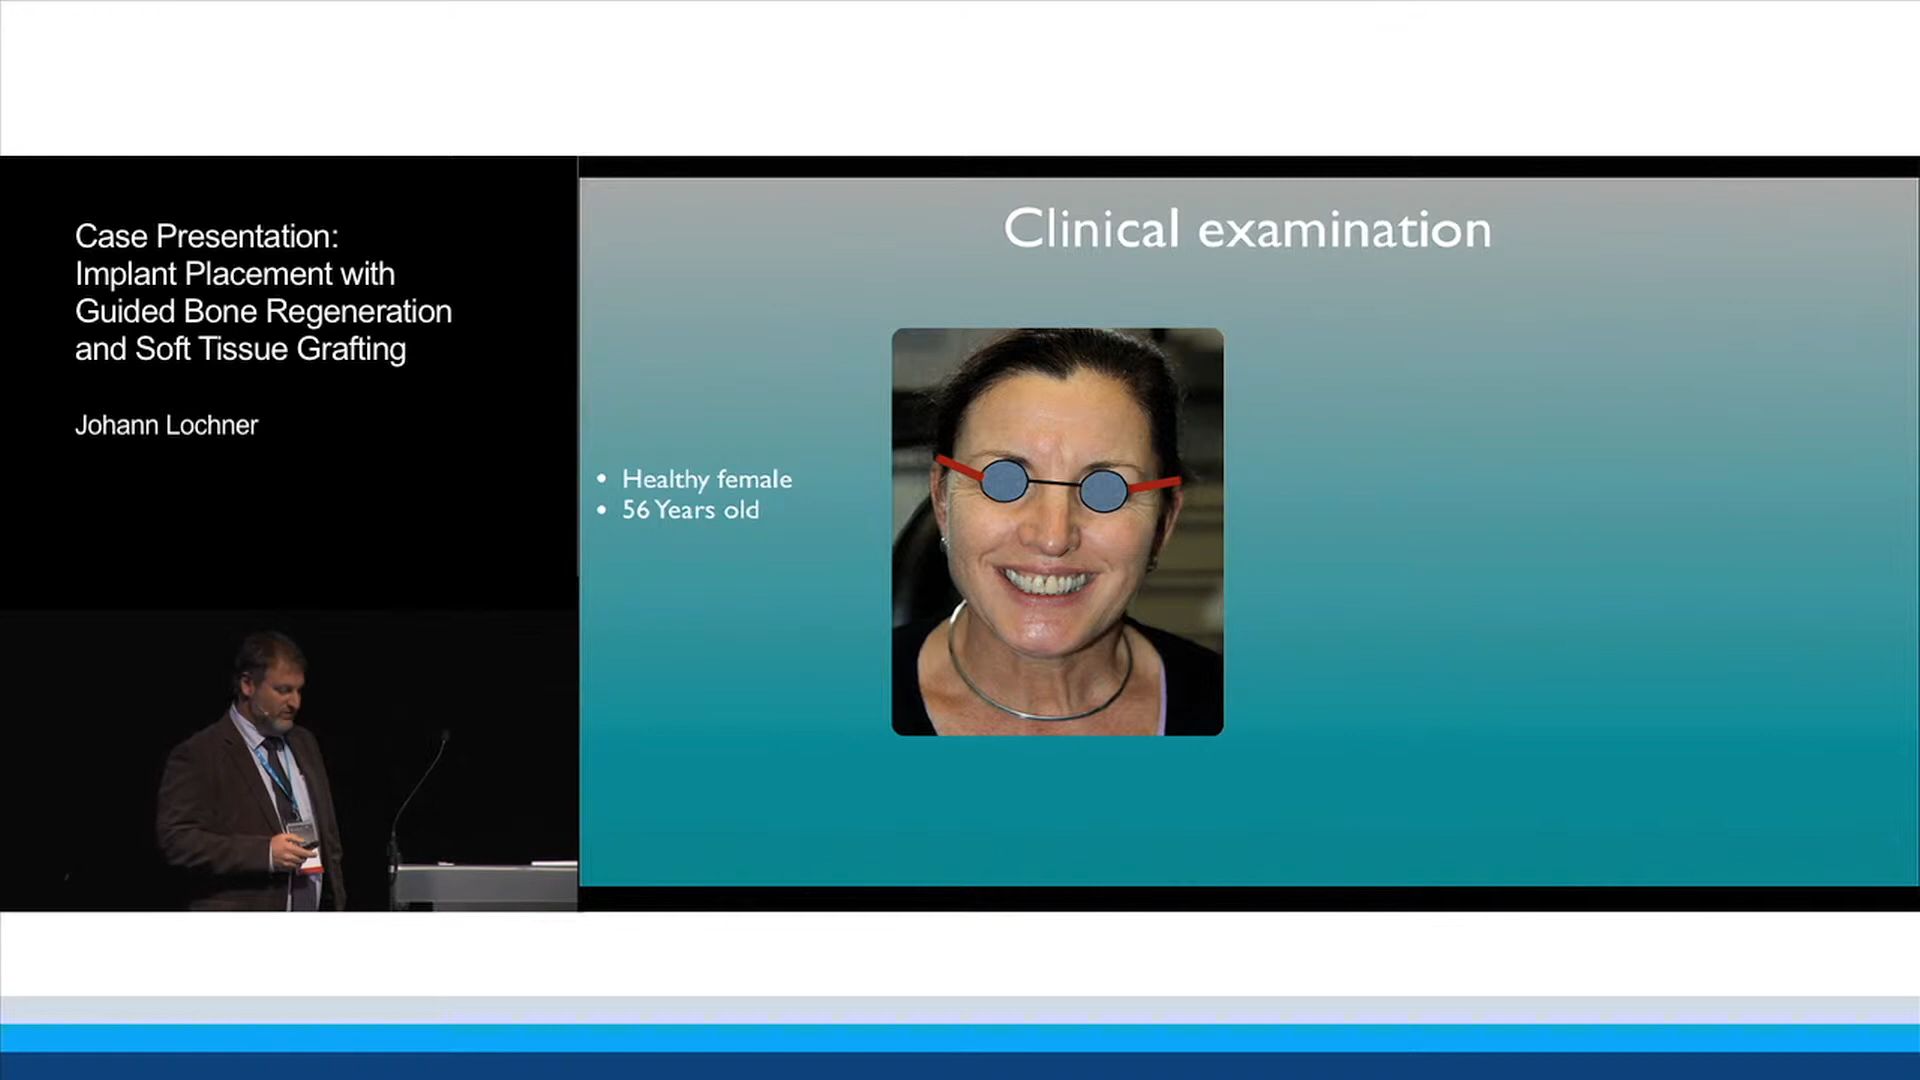 Case Presentation:
Implant Placement with
Guided Bone Regeneration
and Soft Tissue Grafting
Johann Lochner
Clinical examination
• Healthy female
• 56 Years old